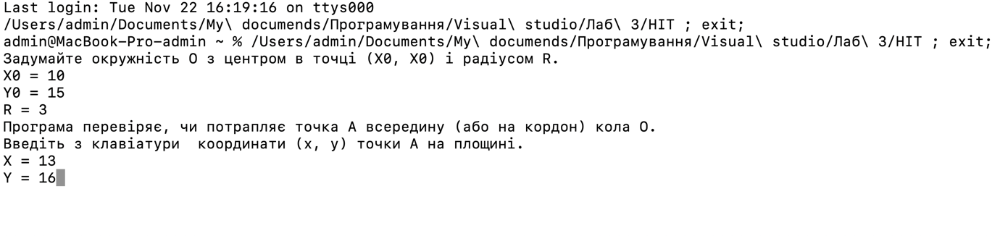 Last login: Tue Nov 22 16:19:16 on ttys000
/Users/admin/Documents/My\ documends/Програмування/Visual\ studio/Лаб\ 3/HIT ; exit;
admin@MacBook-Pro-admin ~ % /Users/admin/Documents/My\ documends/Програмування/Visual\ studio/Лаб\ 3/HIT ; exit;
Задумайте окружність О з центром в точці (X0, X0) і радіусом R.
X0 = 10
Y0 = 15
R = 3
Програма перевіряє, чи потрапляє точка А всередину (або на кордон) кола О.
Введіть з клавіатури  координати (x, y) точки А на площині.
X = 13
Y = 16